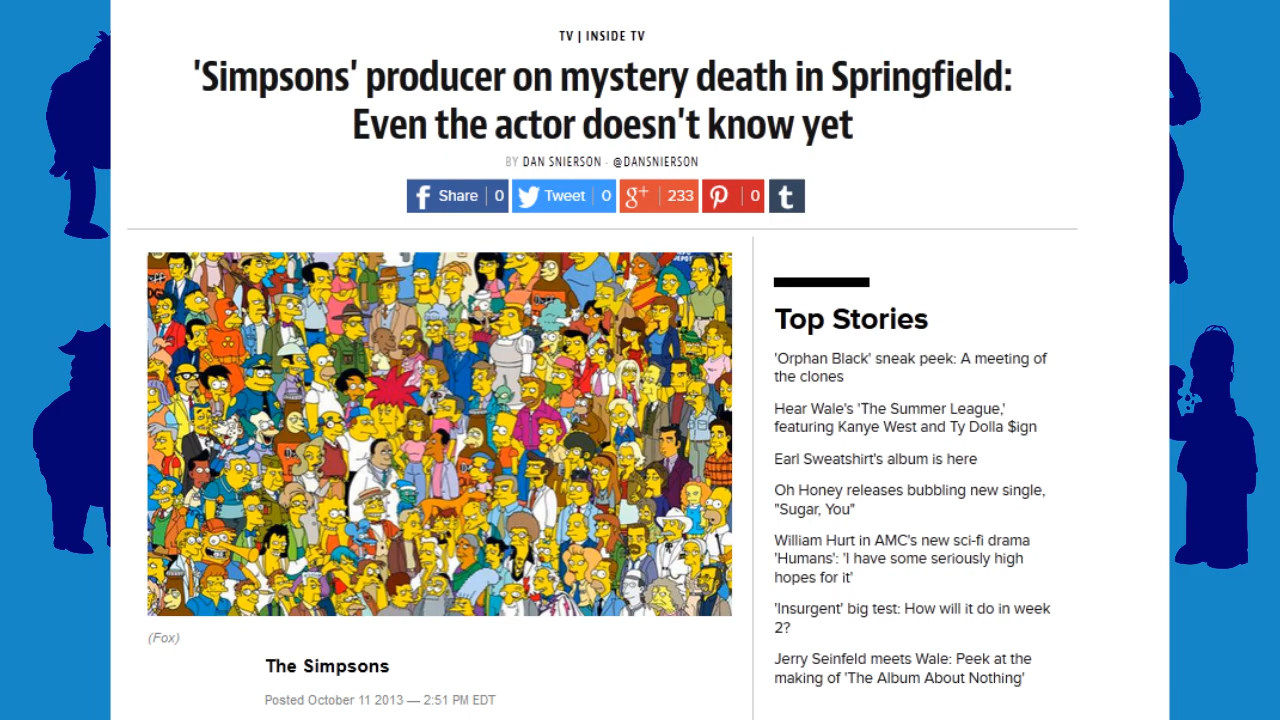 TV | INSIDE TV
'Simpsons' producer on mystery death in Springfield:
Even the actor doesn't know yet
BY DAN SNIERSON · @DANSNIERSON
Share 0 Tweet 0 g+ 233 0 t
Top Stories
'Orphan Black' sneak peek: A meeting of
the clones
Hear Wale's 'The Summer League,'
featuring Kanye West and Ty Dolla $ign
Earl Sweatshirt's album is here
Oh Honey releases bubbling new single,
"Sugar, You"
William Hurt in AMC's new sci-fi drama
'Humans': 'I have some seriously high
hopes for it'
'Insurgent' big test: How will it do in week
2?
Jerry Seinfeld meets Wale: Peek at the
making of 'The Album About Nothing'
(Fox)
The Simpsons
Posted October 11 2013 — 2:51 PM EDT